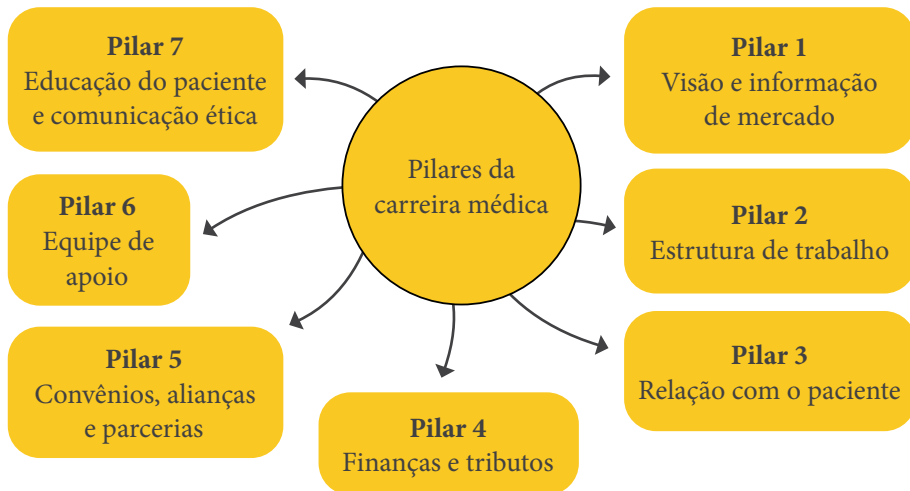 Pilares da
carreira médica
Pilar 1
Visão e informação
de mercado
Pilar 2
Estrutura de trabalho
Pilar 3
Relação com o paciente
Pilar 4
Finanças e tributos
Pilar 5
Convênios, alianças
e parcerias
Pilar 6
Equipe de
apoio
Pilar 7
Educação do paciente
e comunicação ética